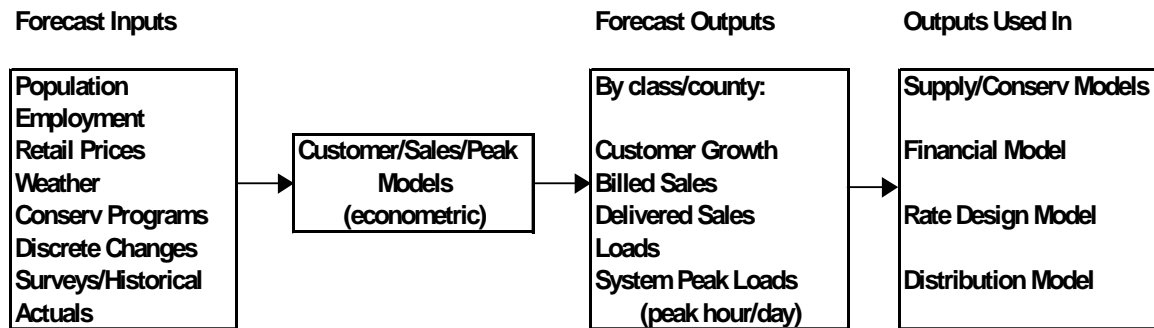 Forecast Inputs
Forecast Outputs
Outputs Used In
Population
Employment
Retail Prices
Weather
Conserv Programs
Discrete Changes
Surveys/Historical
Actuals
Customer/Sales/Peak
Models
(econometric)
By class/county:
Customer Growth
Billed Sales
Delivered Sales
Loads
System Peak Loads
(peak hour/day)
Supply/Conserv Models
Financial Model
Rate Design Model
Distribution Model